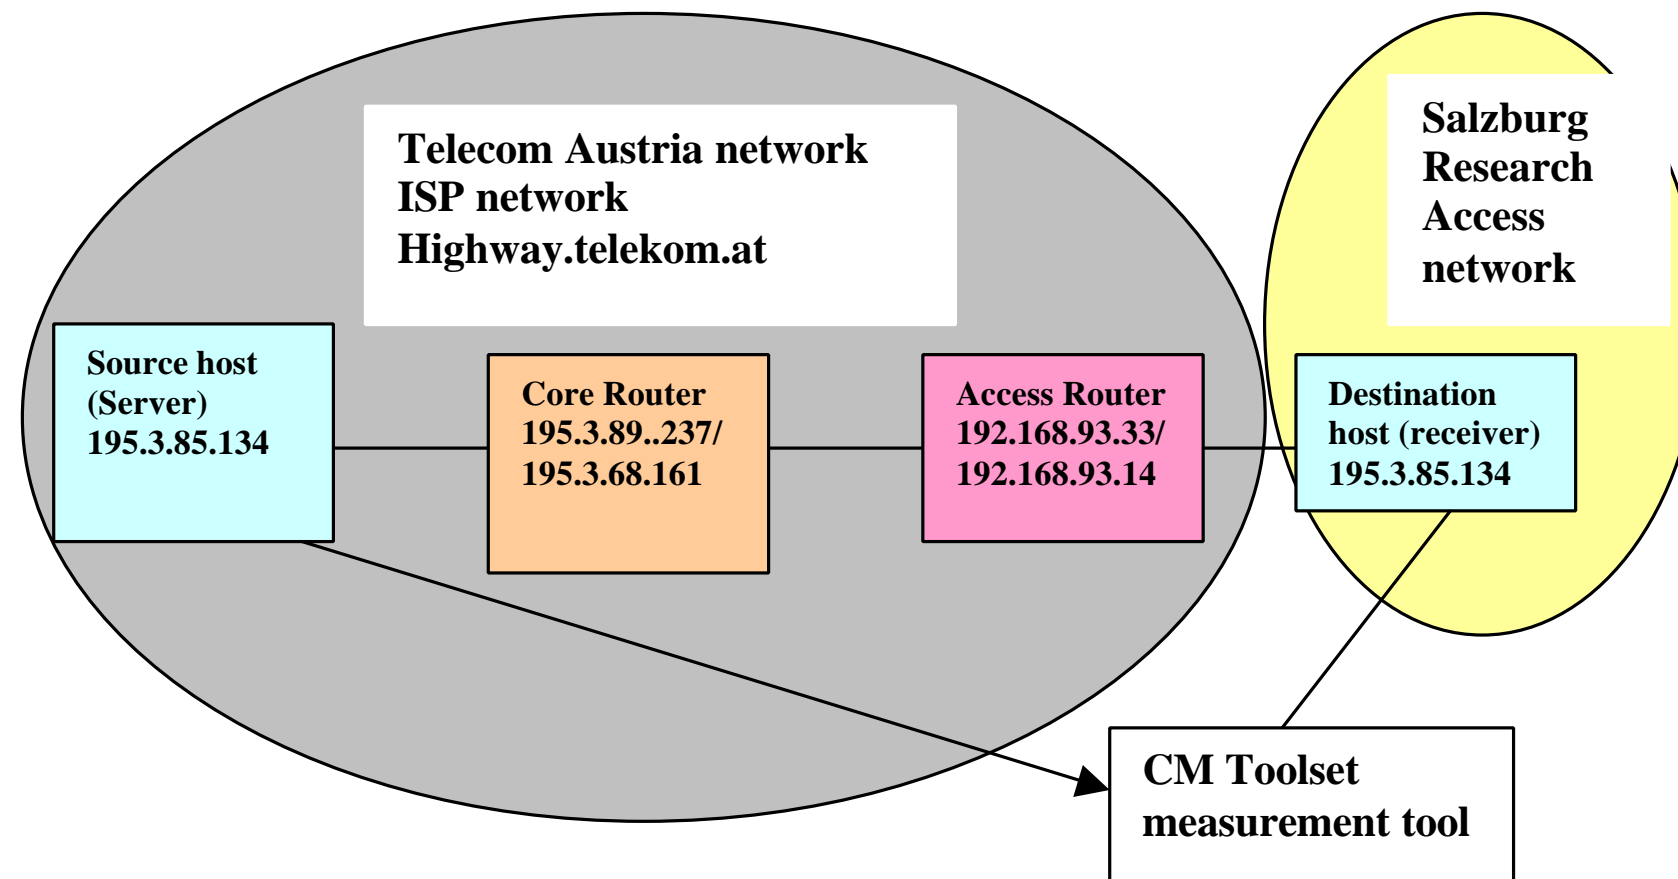 Telecom Austria network
ISP network
Highway.telekom.at
Salzburg
Research
Access
network
Source host
(Server)
195.3.85.134
Core Router
195.3.89..237/
195.3.68.161
Access Router
192.168.93.33/
192.168.93.14
Destination
host (receiver)
195.3.85.134
CM Toolset
measurement tool